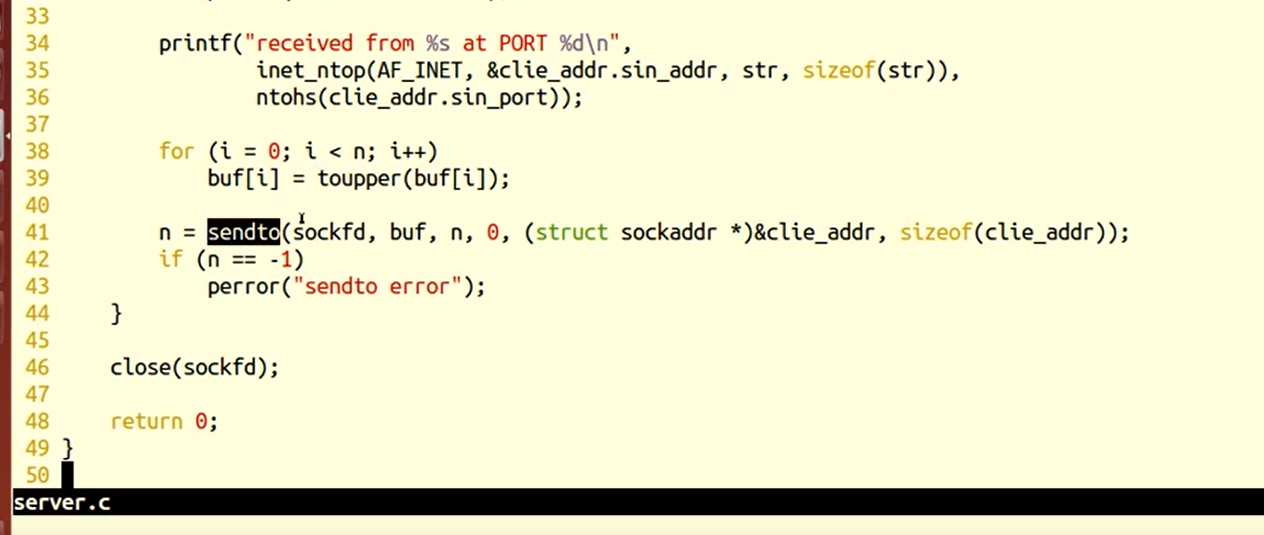 33
34         printf("received from %s at PORT %d\n",
35                 inet_ntop(AF_INET, &clie_addr.sin_addr, str, sizeof(str)),
36                 ntohs(clie_addr.sin_port));
37
38         for (i = 0; i < n; i++)
39             buf[i] = toupper(buf[i]);
40
41         n = sendto(sockfd, buf, n, 0, (struct sockaddr *)&clie_addr, sizeof(clie_addr));
42         if (n == -1)
43             perror("sendto error");
44     }
45
46     close(sockfd);
47
48     return 0;
49 }
50
server.c